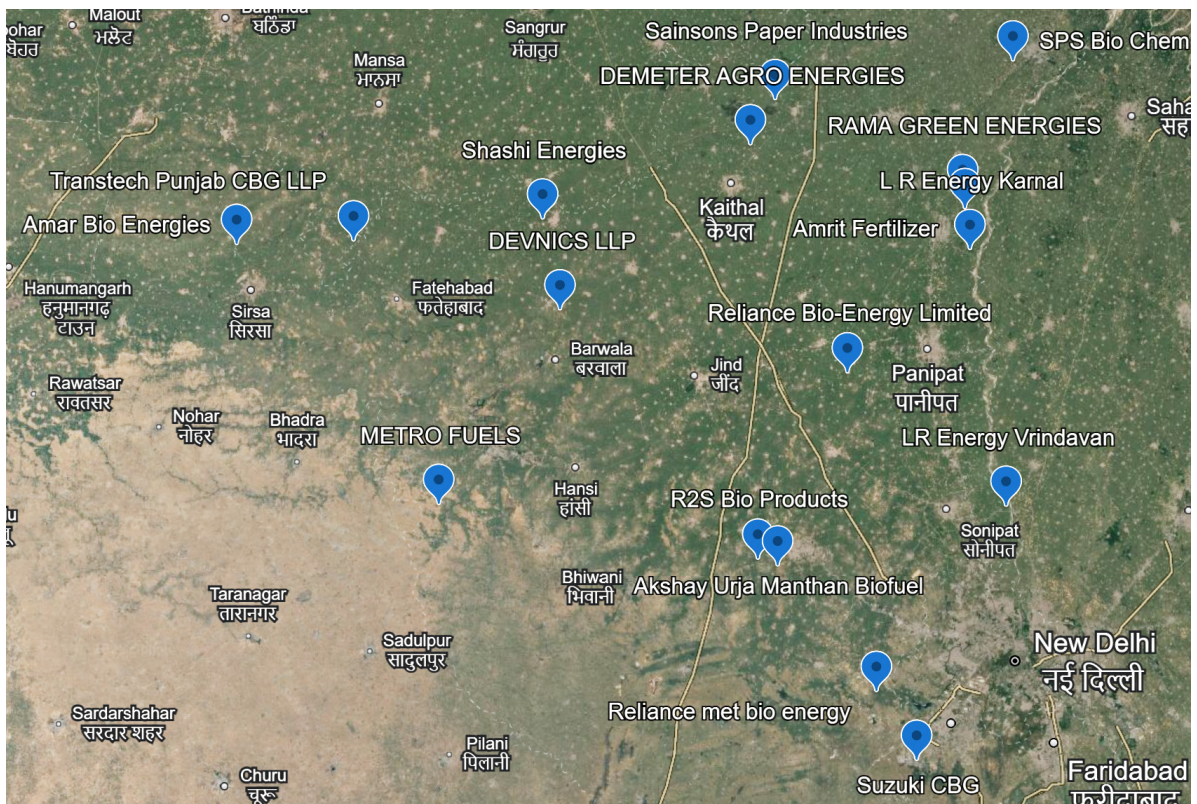 Malout
ਮਲੋਟ
Bathinda
ਬਠਿੰਡਾ
Sangrur
ਸੰਗਰੂਰ
Sainsons Paper Industries
SPS Bio Chem
Mansa
ਮਾਨਸਾ
DEMETER AGRO ENERGIES
RAMA GREEN ENERGIES
Shashi Energies
Transtech Punjab CBG LLP
L R Energy Karnal
Kaithal
कैथल
Amar Bio Energies
Amrit Fertilizer
DEVNICS LLP
Hanumangarh
हनुमानगढ़
टाउन
Sirsa
सिरसा
Fatehabad
फतेहाबाद
Reliance Bio-Energy Limited
Barwala
बरवाला
Jind
जींद
Panipat
पानीपत
Rawatsar
रावतसर
Nohar
नोहर
Bhadra
भादरा
METRO FUELS
LR Energy Vrindavan
Hansi
हांसी
R2S Bio Products
Sonipat
सोनीपत
Bhiwani
भिवानी
Akshay Urja Manthan Biofuel
Taranagar
तारानगर
Sadulpur
सादुलपुर
New Delhi
नई दिल्ली
Sardarshahar
सरदार शहर
Reliance met bio energy
Pilani
पिलानी
Churu
चूरू
Suzuki CBG
Faridabad
फरीदाबाद